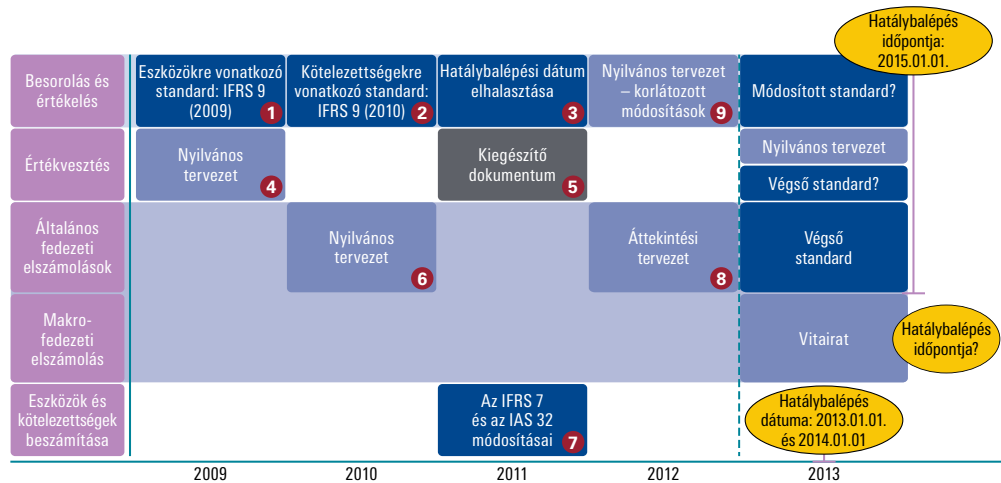 Hatálybalépés
időpontja:
2015.01.01.
Besorolás és
értékelés
Eszközökre vonatkozó
standard: IFRS 9
(2009)
1
Kötelezettségekre
vonatkozó standard:
IFRS 9 (2010)
2
Hatálybalépési dátum
elhalasztása
3
Nyilvános tervezet
– korlátozott
módosítások
9
Módosított standard?
Értékvesztés
Nyilvános
tervezet
4
Kiegészítő
dokumentum
5
Nyilvános tervezet
Végső standard?
Általános
fedezeti
elszámolások
Nyilvános
tervezet
6
Áttekintési
tervezet
8
Végső
standard
Makro-
fedezeti
elszámolás
Vitairat
Hatálybalépés
időpontja?
Eszközök és
kötelezettségek
beszámítása
Az IFRS 7
és az IAS 32
módosításai
7
Hatálybalépés
dátuma: 2013.01.01.
és 2014.01.01
2009
2010
2011
2012
2013